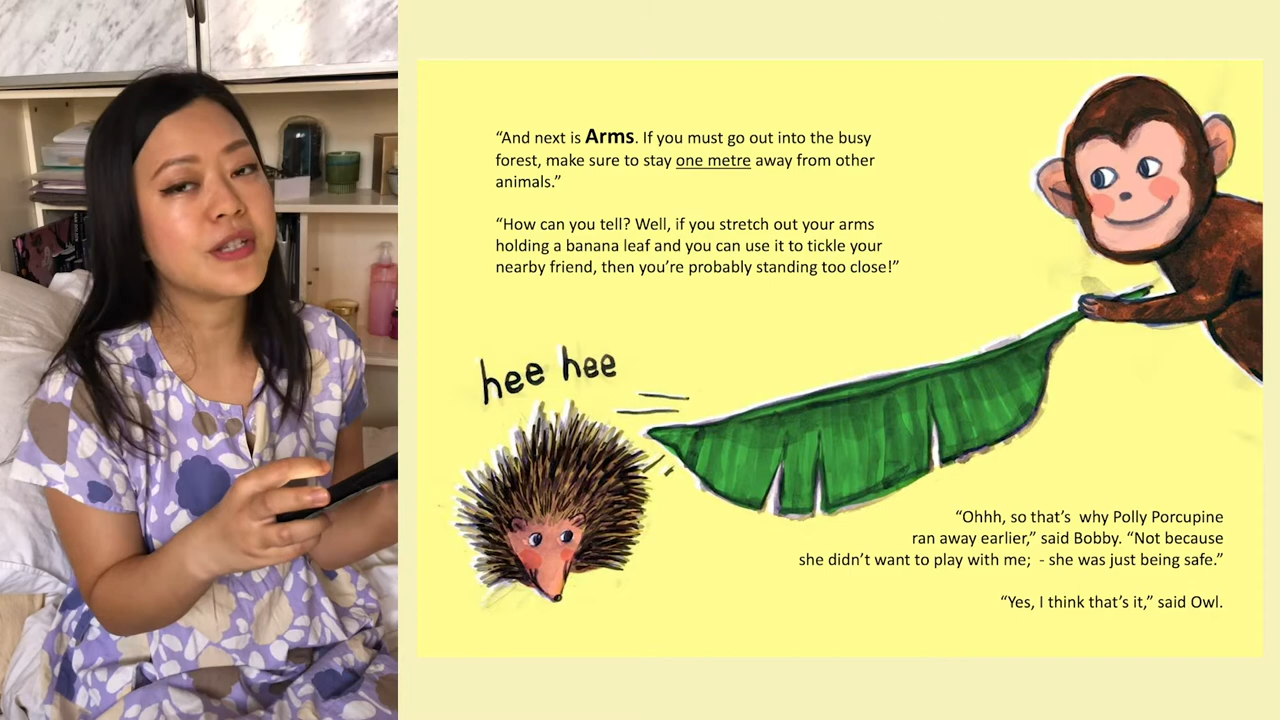 “And next is Arms. If you must go out into the busy
forest, make sure to stay one metre away from other
animals.”
“How can you tell? Well, if you stretch out your arms
holding a banana leaf and you can use it to tickle your
nearby friend, then you’re probably standing too close!”
hee hee
“Ohhh, so that’s  why Polly Porcupine
ran away earlier,” said Bobby. “Not because
she didn’t want to play with me;  - she was just being safe.”
“Yes, I think that’s it,” said Owl.